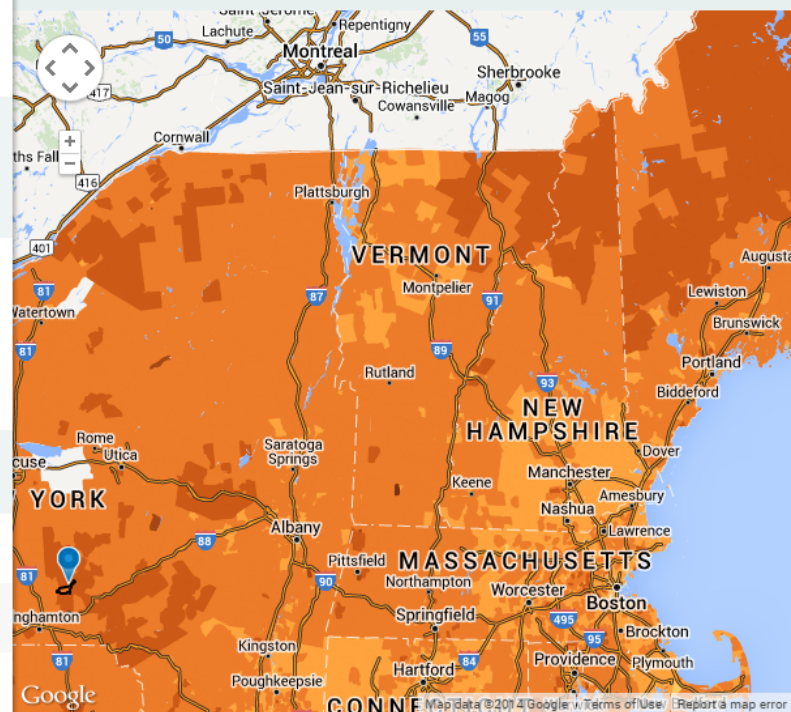 Saint-Jérôme
Lachute
50
Repentigny
55
Montreal
Sherbrooke
417
Saint-Jean-sur-Richelieu
Magog
Cowansville
Cornwall
ths Fall
416
Plattsburgh
401
VERMONT
Augusta
81
87
Montpelier
91
Lewiston
Watertown
Brunswick
81
89
Portland
Rutland
93
Biddeford
NEW
HAMPSHIRE
Rome
Saratoga
Springs
Dover
cuse
Utica
Manchester
Keene
YORK
Amesbury
Nashua
Albany
Lawrence
88
Pittsfield
MASSACHUSETTS
81
90
Northampton
Worcester
Boston
nghamton
Springfield
495
Brockton
95
Kingston
81
84
Providence
Plymouth
Hartford
Poughkeepsie
Google
CONNE
Map data ©2014 Google
Terms of Use
Report a map error